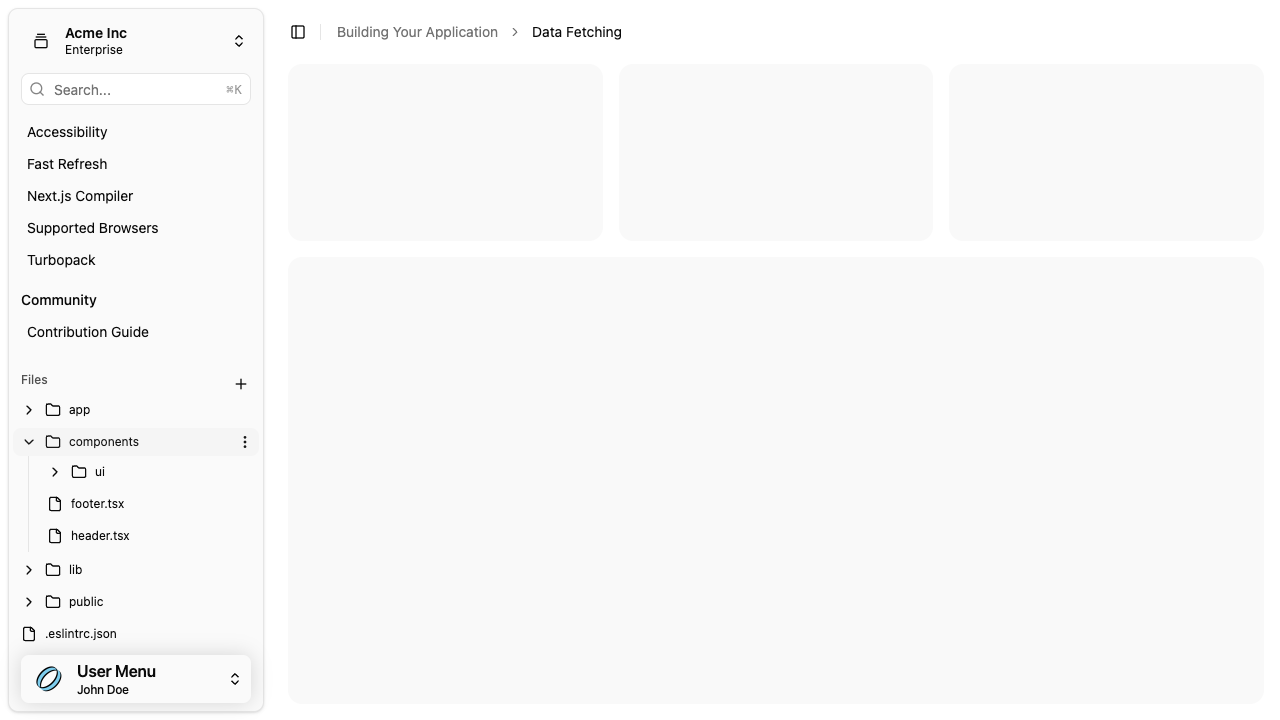 Acme Inc
Enterprise
Search...
⌘K
Accessibility
Fast Refresh
Next.js Compiler
Supported Browsers
Turbopack
Community
Contribution Guide
Files
app
components
ui
footer.tsx
header.tsx
lib
public
.eslintrc.json
User Menu
John Doe
Building Your Application
Data Fetching